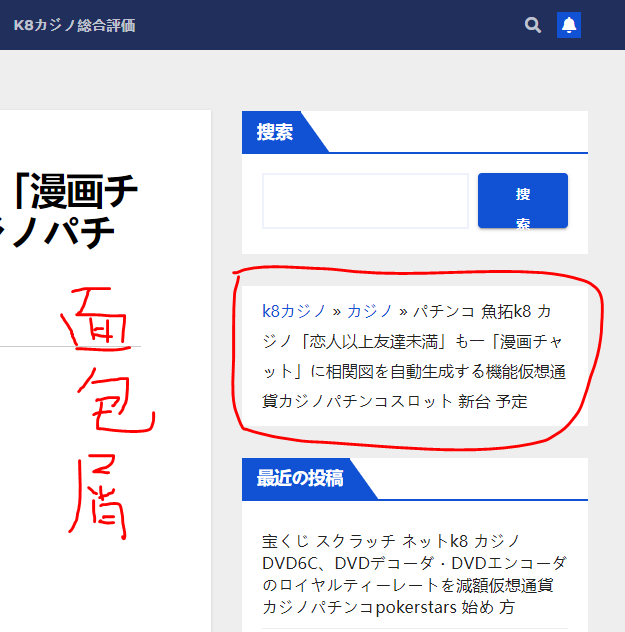 K8カジノ総合評価
「漫画チ
ノパチ
面
包
屑
搜索
搜
索
k8カジノ » カジノ » パチンコ 魚拓k8 カ
ジノ「恋人以上友達未満」も一「漫画チャ
ット」に相関図を自動生成する機能仮想通
貨カジノパチンコスロット 新台 予定
最近の投稿
宝くじ スクラッチ ネットk8 カジノ
DVD6C、DVDデコーダ・DVDエンコーダ
のロイヤルティーレートを減額仮想通貨
カジノパチンコpokerstars 始め 方